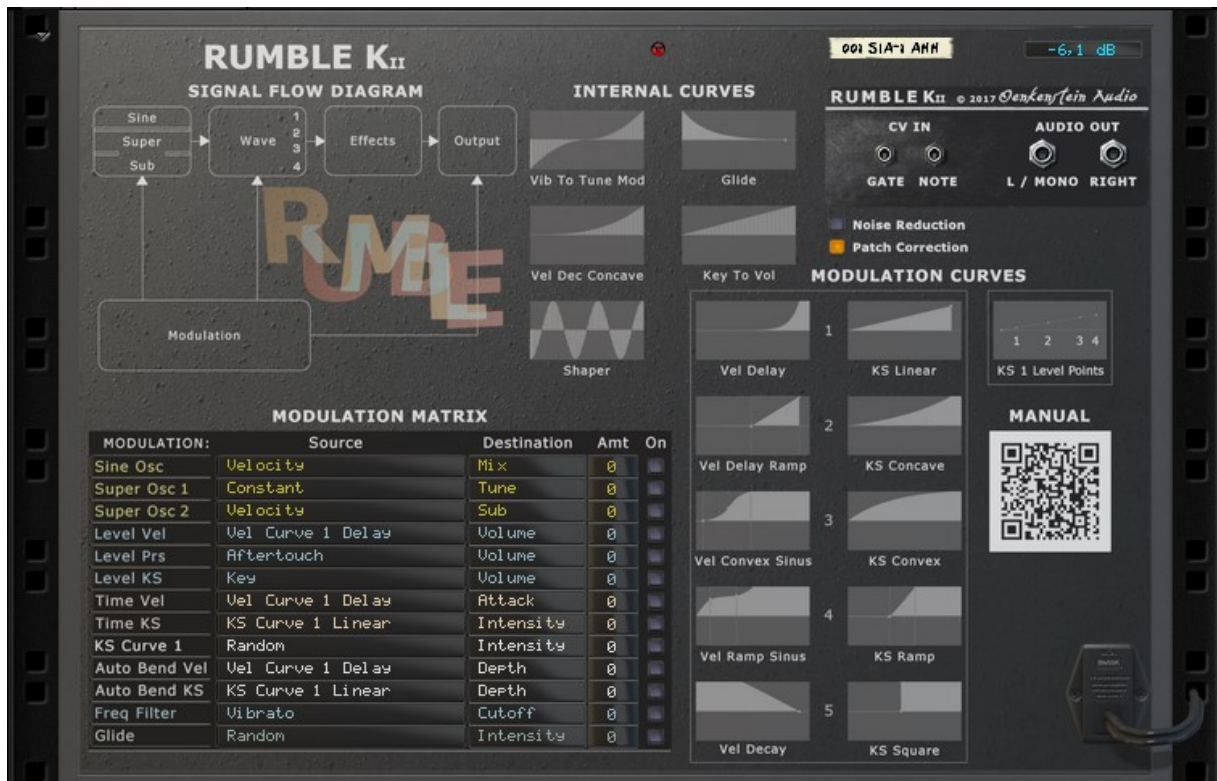 RUMBLE KII
001 SIA-1 AHH
-6,1 dB
SIGNAL FLOW DIAGRAM
Sine
Super
Sub
Wave
1
2
3
4
Effects
Output
Modulation
RUMBLE
INTERNAL CURVES
Vib To Tune Mod
Glide
Vel Dec Concave
Key To Vol
Shaper
RUMBLE KII © 2017 Oenkenstein Audio
CV IN
AUDIO OUT
GATE NOTE
L / MONO RIGHT
Noise Reduction
Patch Correction
MODULATION CURVES
Vel Delay
1
KS Linear
Vel Delay Ramp
2
KS Concave
Vel Convex Sinus
3
KS Convex
Vel Ramp Sinus
4
KS Ramp
Vel Decay
5
KS Square
1 2 3 4
KS 1 Level Points
MANUAL
MODULATION MATRIX
MODULATION: Source Destination Amt On
Sine Osc Velocity Mix 0
Super Osc 1 Constant Tune 0
Super Osc 2 Velocity Sub 0
Level Vel Vel Curve 1 Delay Volume 0
Level Prs Aftertouch Volume 0
Level KS Key Volume 0
Time Vel Vel Curve 1 Delay Attack 0
Time KS KS Curve 1 Linear Intensity 0
KS Curve 1 Random Intensity 0
Auto Bend Vel Vel Curve 1 Delay Depth 0
Auto Bend KS KS Curve 1 Linear Depth 0
Freq Filter Vibrato Cutoff 0
Glide Random Intensity 0